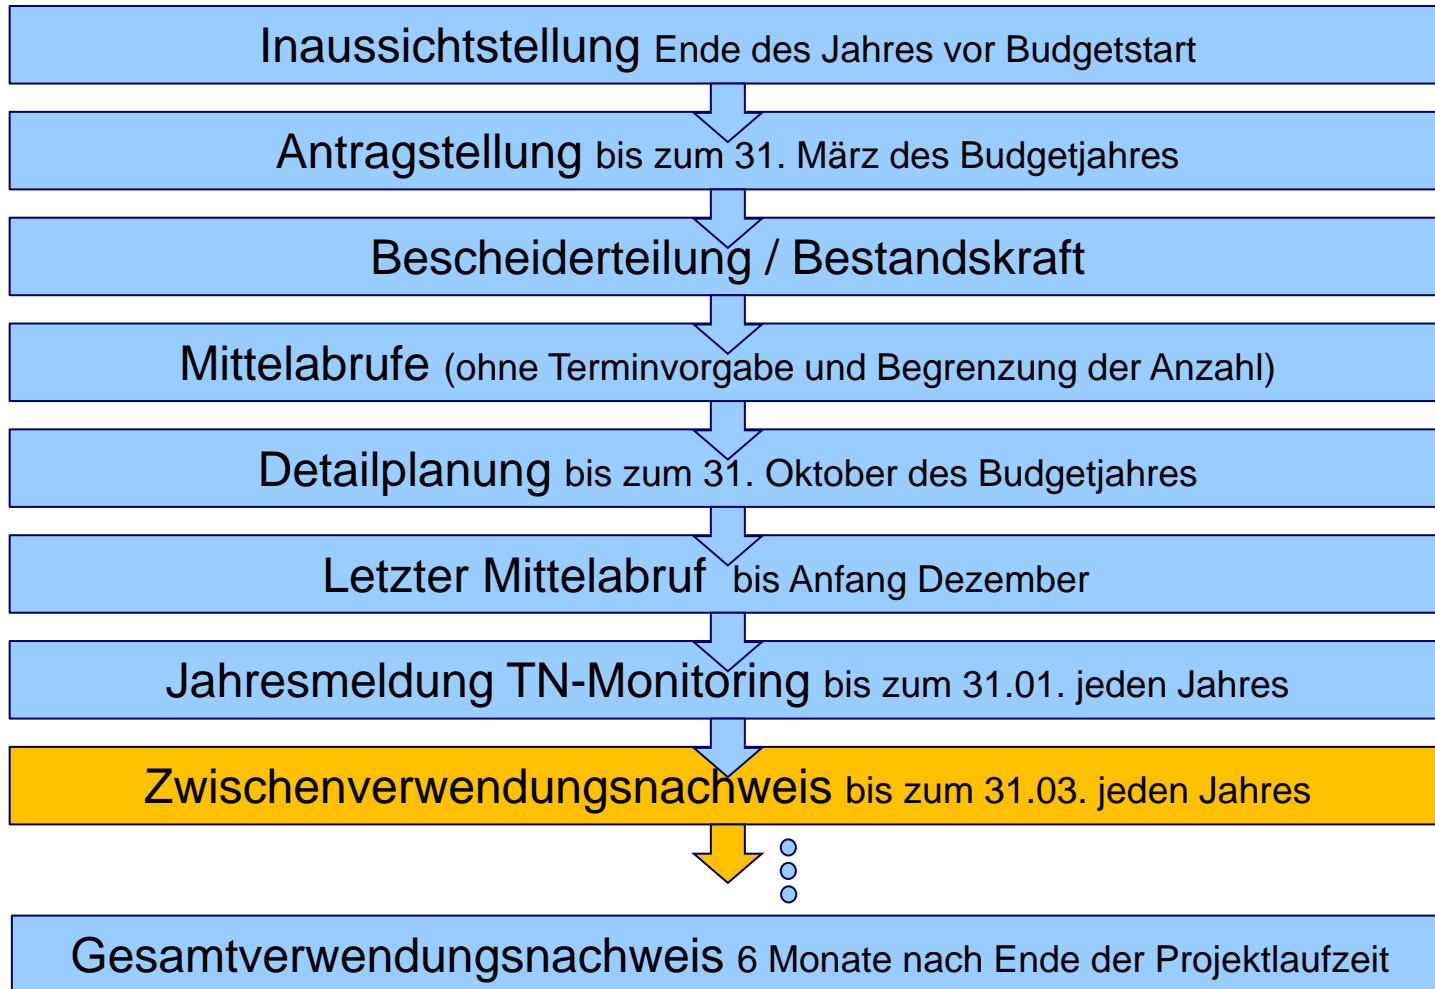 Inaussichtstellung Ende des Jahres vor Budgetstart
Antragstellung bis zum 31. März des Budgetjahres
Bescheiderteilung / Bestandskraft
Mittelabrufe (ohne Terminvorgabe und Begrenzung der Anzahl)
Detailplanung bis zum 31. Oktober des Budgetjahres
Letzter Mittelabruf bis Anfang Dezember
Jahresmeldung TN-Monitoring bis zum 31.01. jeden Jahres
Zwischenverwendungsnachweis bis zum 31.03. jeden Jahres
Gesamtverwendungsnachweis 6 Monate nach Ende der Projektlaufzeit